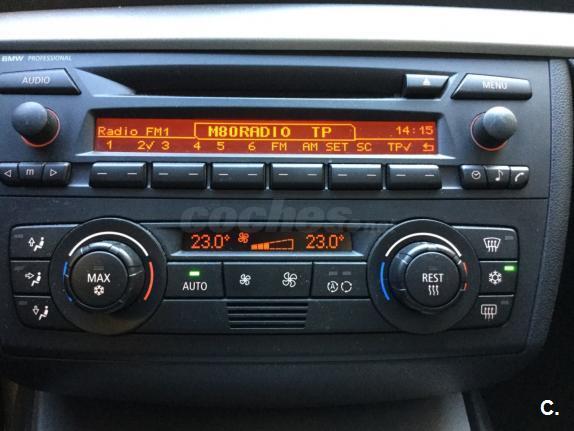 BMW PROFESSIONAL
AUDIO
MENU
Radio FM1
M80RADIO TP
14:15
1 2✓ 3 4 5 6 FM AM SET SC TP✓
m
coches.net
23.0°
23.0°
MAX
AUTO
A
REST
C.